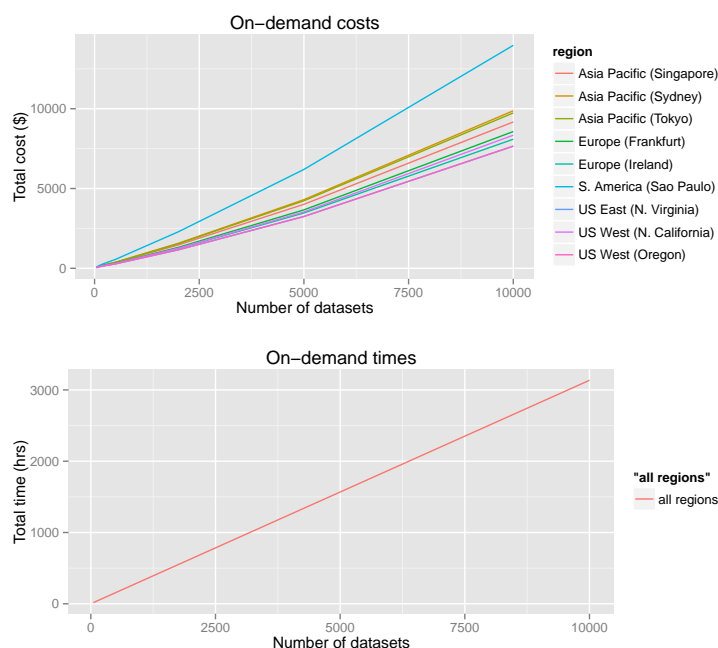 On−demand costs
Total cost ($)
10000
5000
0
0 2500 5000 7500 10000
Number of datasets
region
Asia Pacific (Singapore)
Asia Pacific (Sydney)
Asia Pacific (Tokyo)
Europe (Frankfurt)
Europe (Ireland)
S. America (Sao Paulo)
US East (N. Virginia)
US West (N. California)
US West (Oregon)
On−demand times
Total time (hrs)
3000
2000
1000
0
0 2500 5000 7500 10000
Number of datasets
"all regions"
all regions